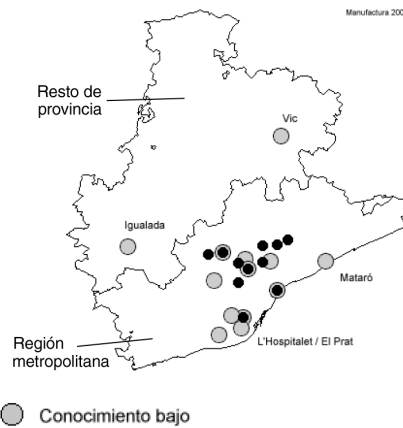 Manufactura 200
Resto de
provincia
Vic
Igualada
Mataró
L'Hospitalet / El Prat
Región
metropolitana
Conocimiento bajo